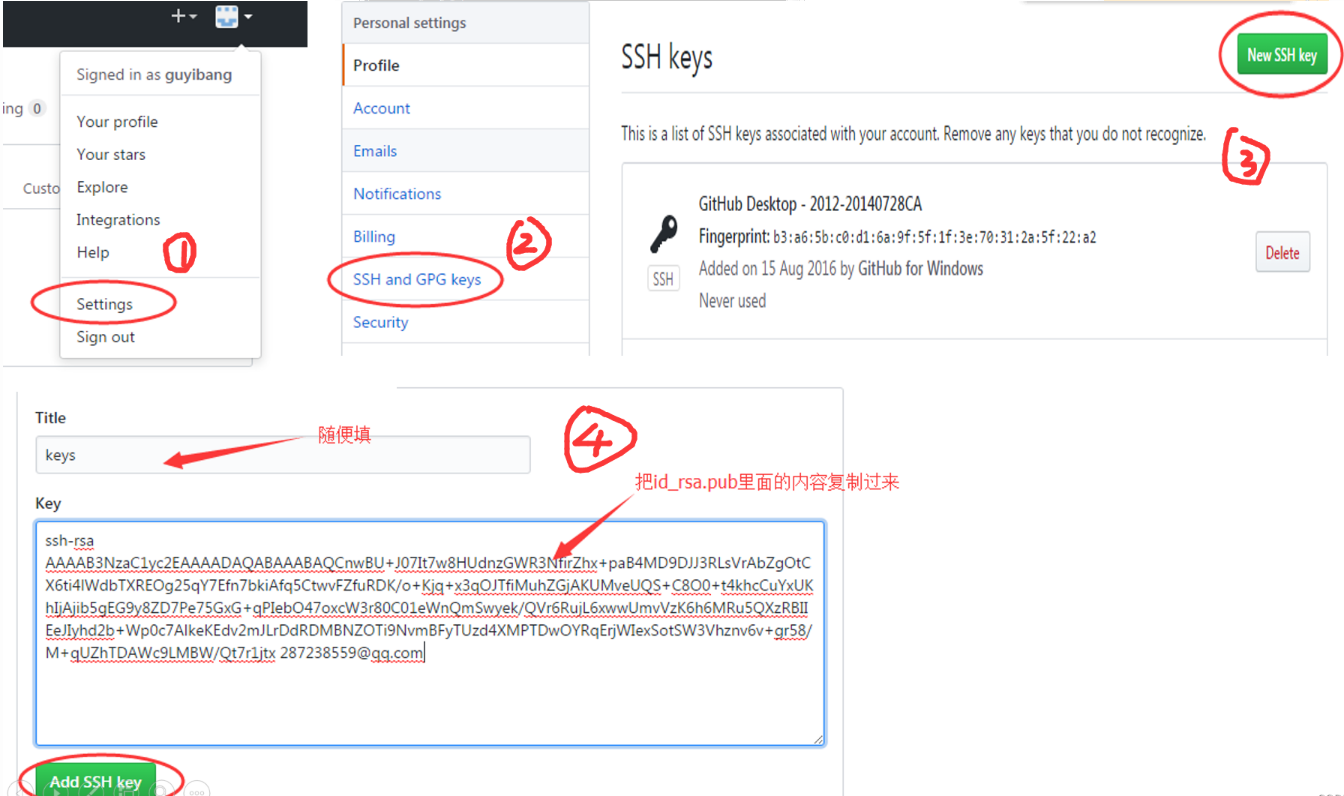 Signed in as guyibang
ing 0
Your profile
Your stars
Explore
Custo
Integrations
Help
①
Settings
Sign out
Personal settings
Profile
Account
Emails
Notifications
Billing
②
SSH and GPG keys
Security
SSH keys
New SSH key
This is a list of SSH keys associated with your account. Remove any keys that you do not recognize.
③
GitHub Desktop - 2012-20140728CA
Fingerprint: b3:a6:5b:c0:d1:6a:9f:5f:1f:3e:70:31:2a:5f:22:a2
Added on 15 Aug 2016 by GitHub for Windows
Never used
SSH
Delete
Title
随便填
keys
④
把id_rsa.pub里面的内容复制过来
Key
ssh-rsa
AAAAB3NzaC1yc2EAAAADAQABAAABAQCnwBU+J07It7w8HUdnzGWR3NfirZhx+paB4MD9DJJ3RLsVrAbZgOtC
X6ti4IWdbTXREOg25qY7Efn7bkiAfq5CtwvFZfuRDK/o+Kjq+x3qOJTfiMuhZGjAKUMveUQS+C8O0+t4khcCuYxUK
hIjAjib5gEG9y8ZD7Pe75GxG+qPIebO47oxcW3r80C01eWnQmSwyek/QVr6RujL6xwwUmvVzK6h6MRu5QXzRBII
EeJIyhd2b+Wp0c7AIkeKEdv2mJLrDdRDMBNZOTi9NvmBFyTUzd4XMPTDwOYRqErjWIexSotSW3Vhznv6v+gr58/
M+qUZhTDAWc9LMBW/Qt7r1jtx 287238559@qq.com
Add SSH key